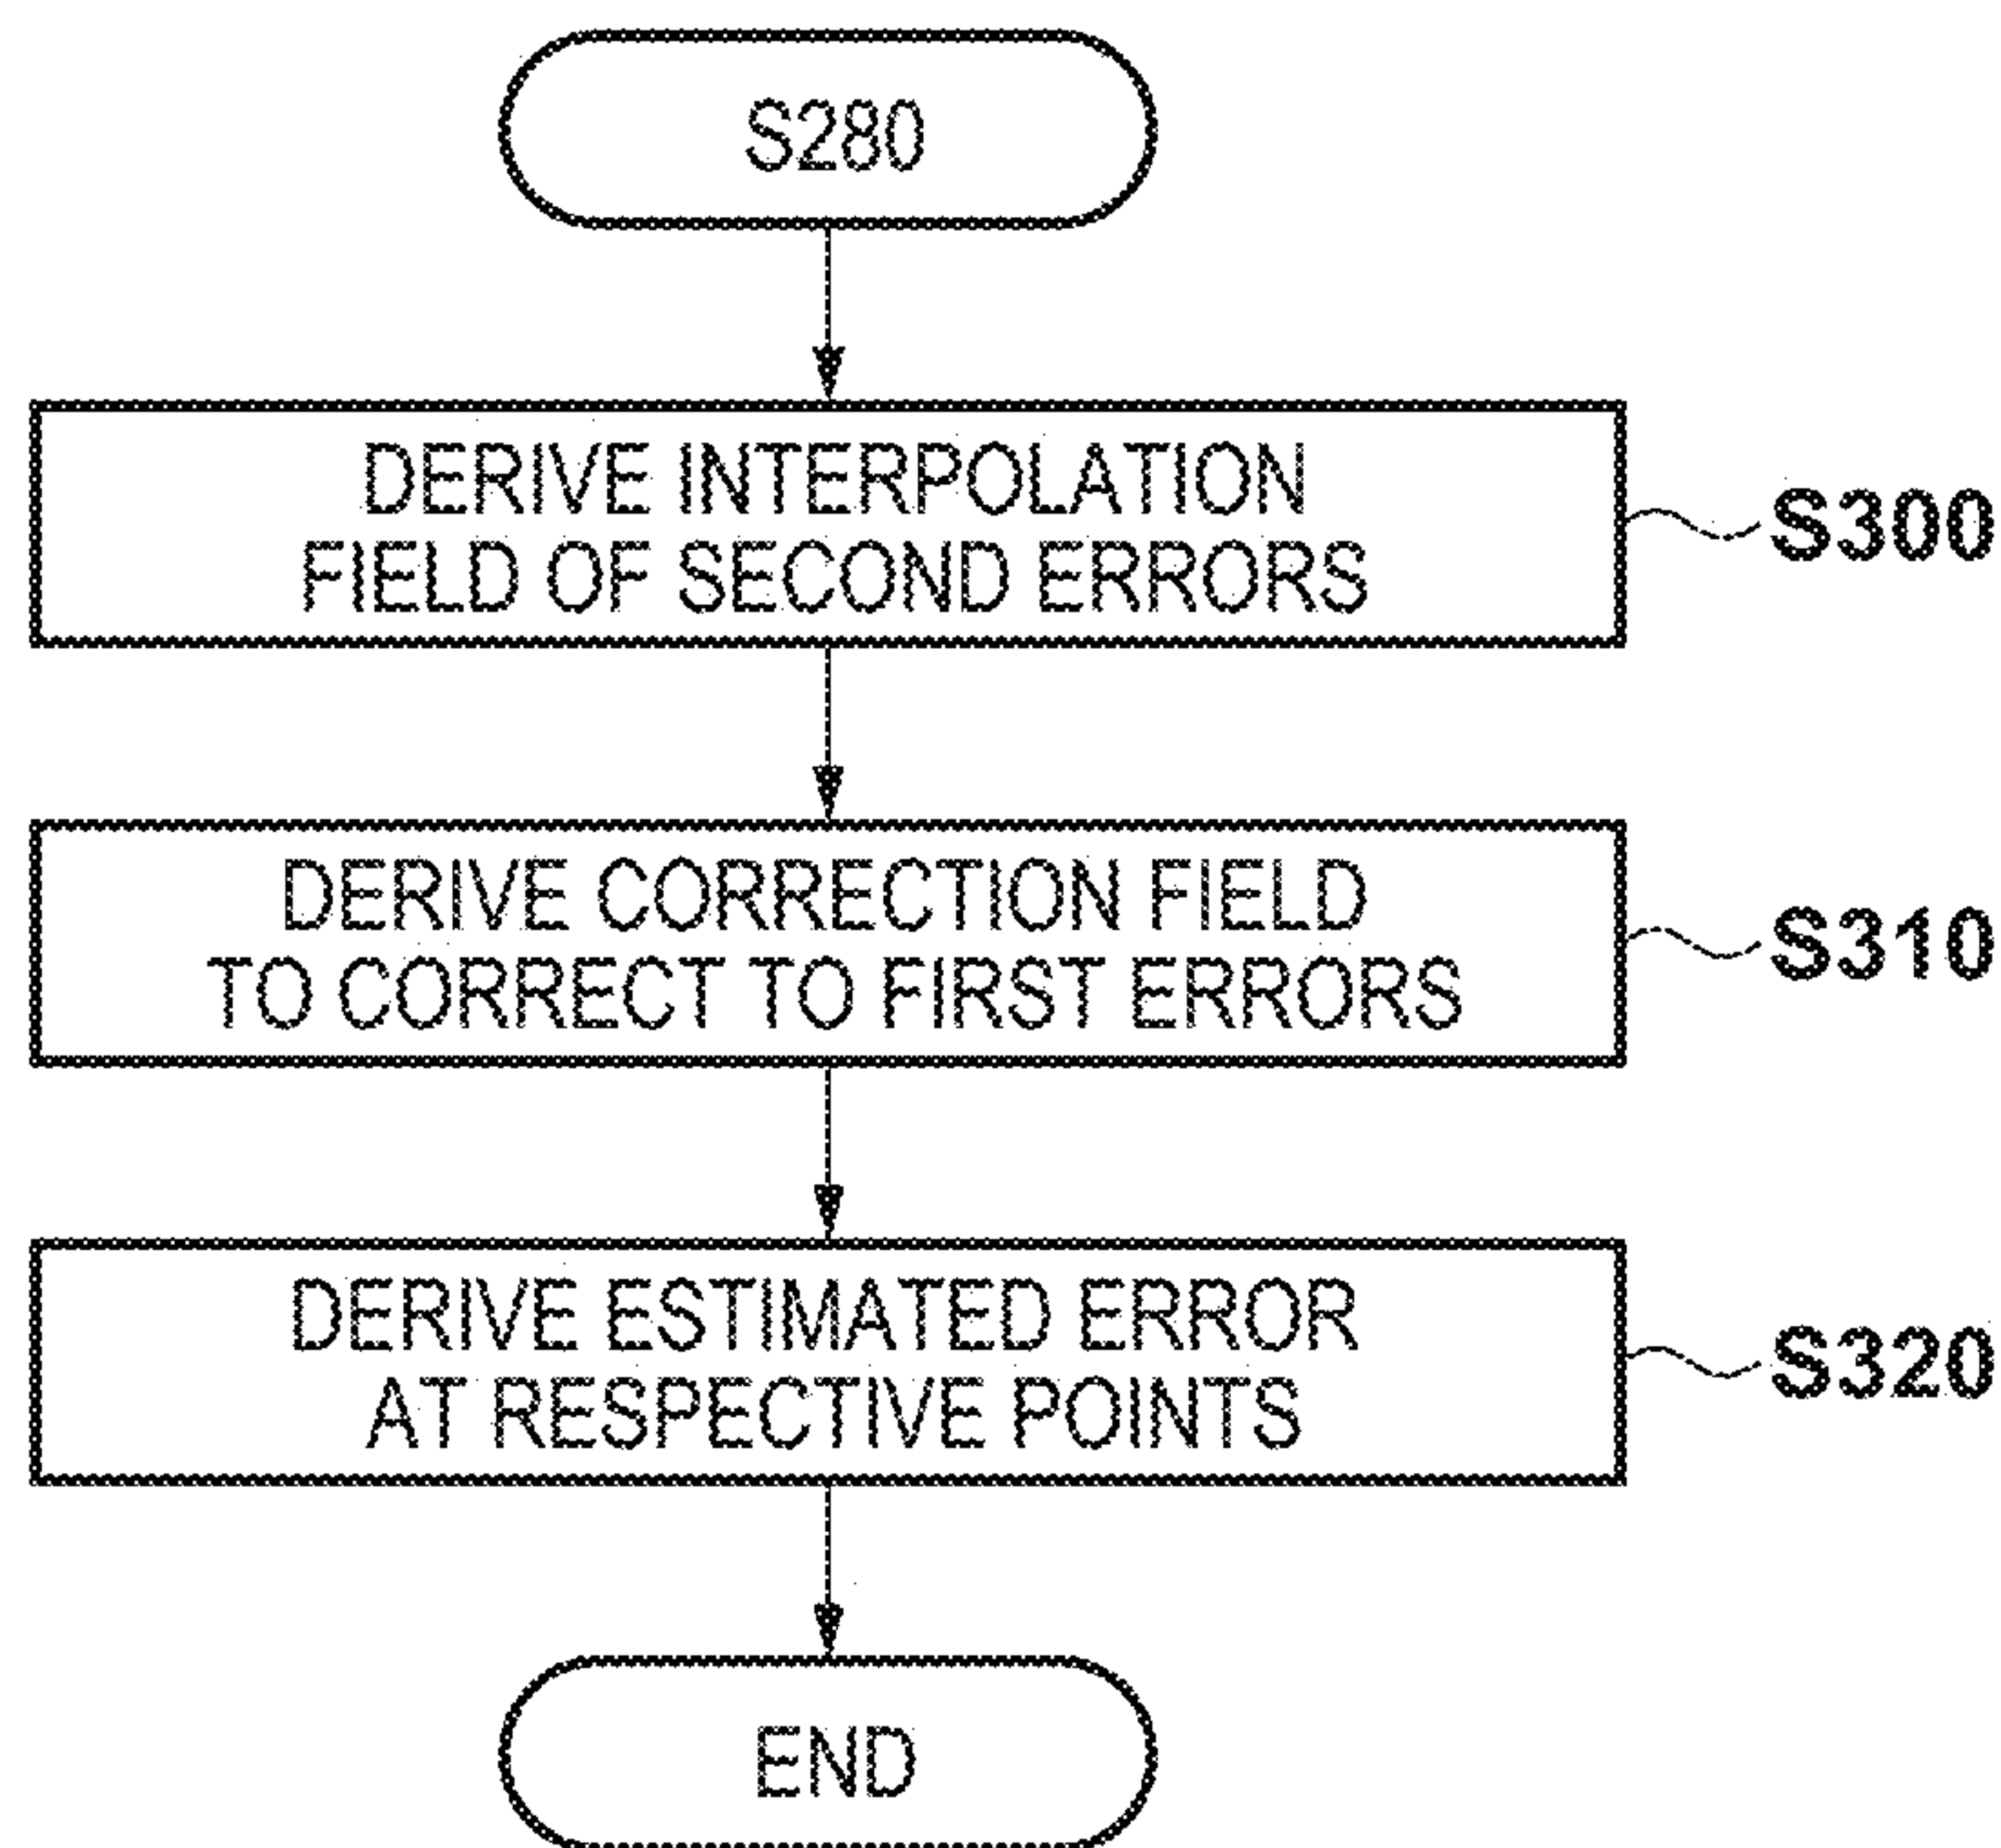 S280
DERIVE INTERPOLATION
FIELD OF SECOND ERRORS
S300
DERIVE CORRECTION FIELD
TO CORRECT TO FIRST ERRORS
S310
DERIVE ESTIMATED ERROR
AT RESPECTIVE POINTS
S320
END